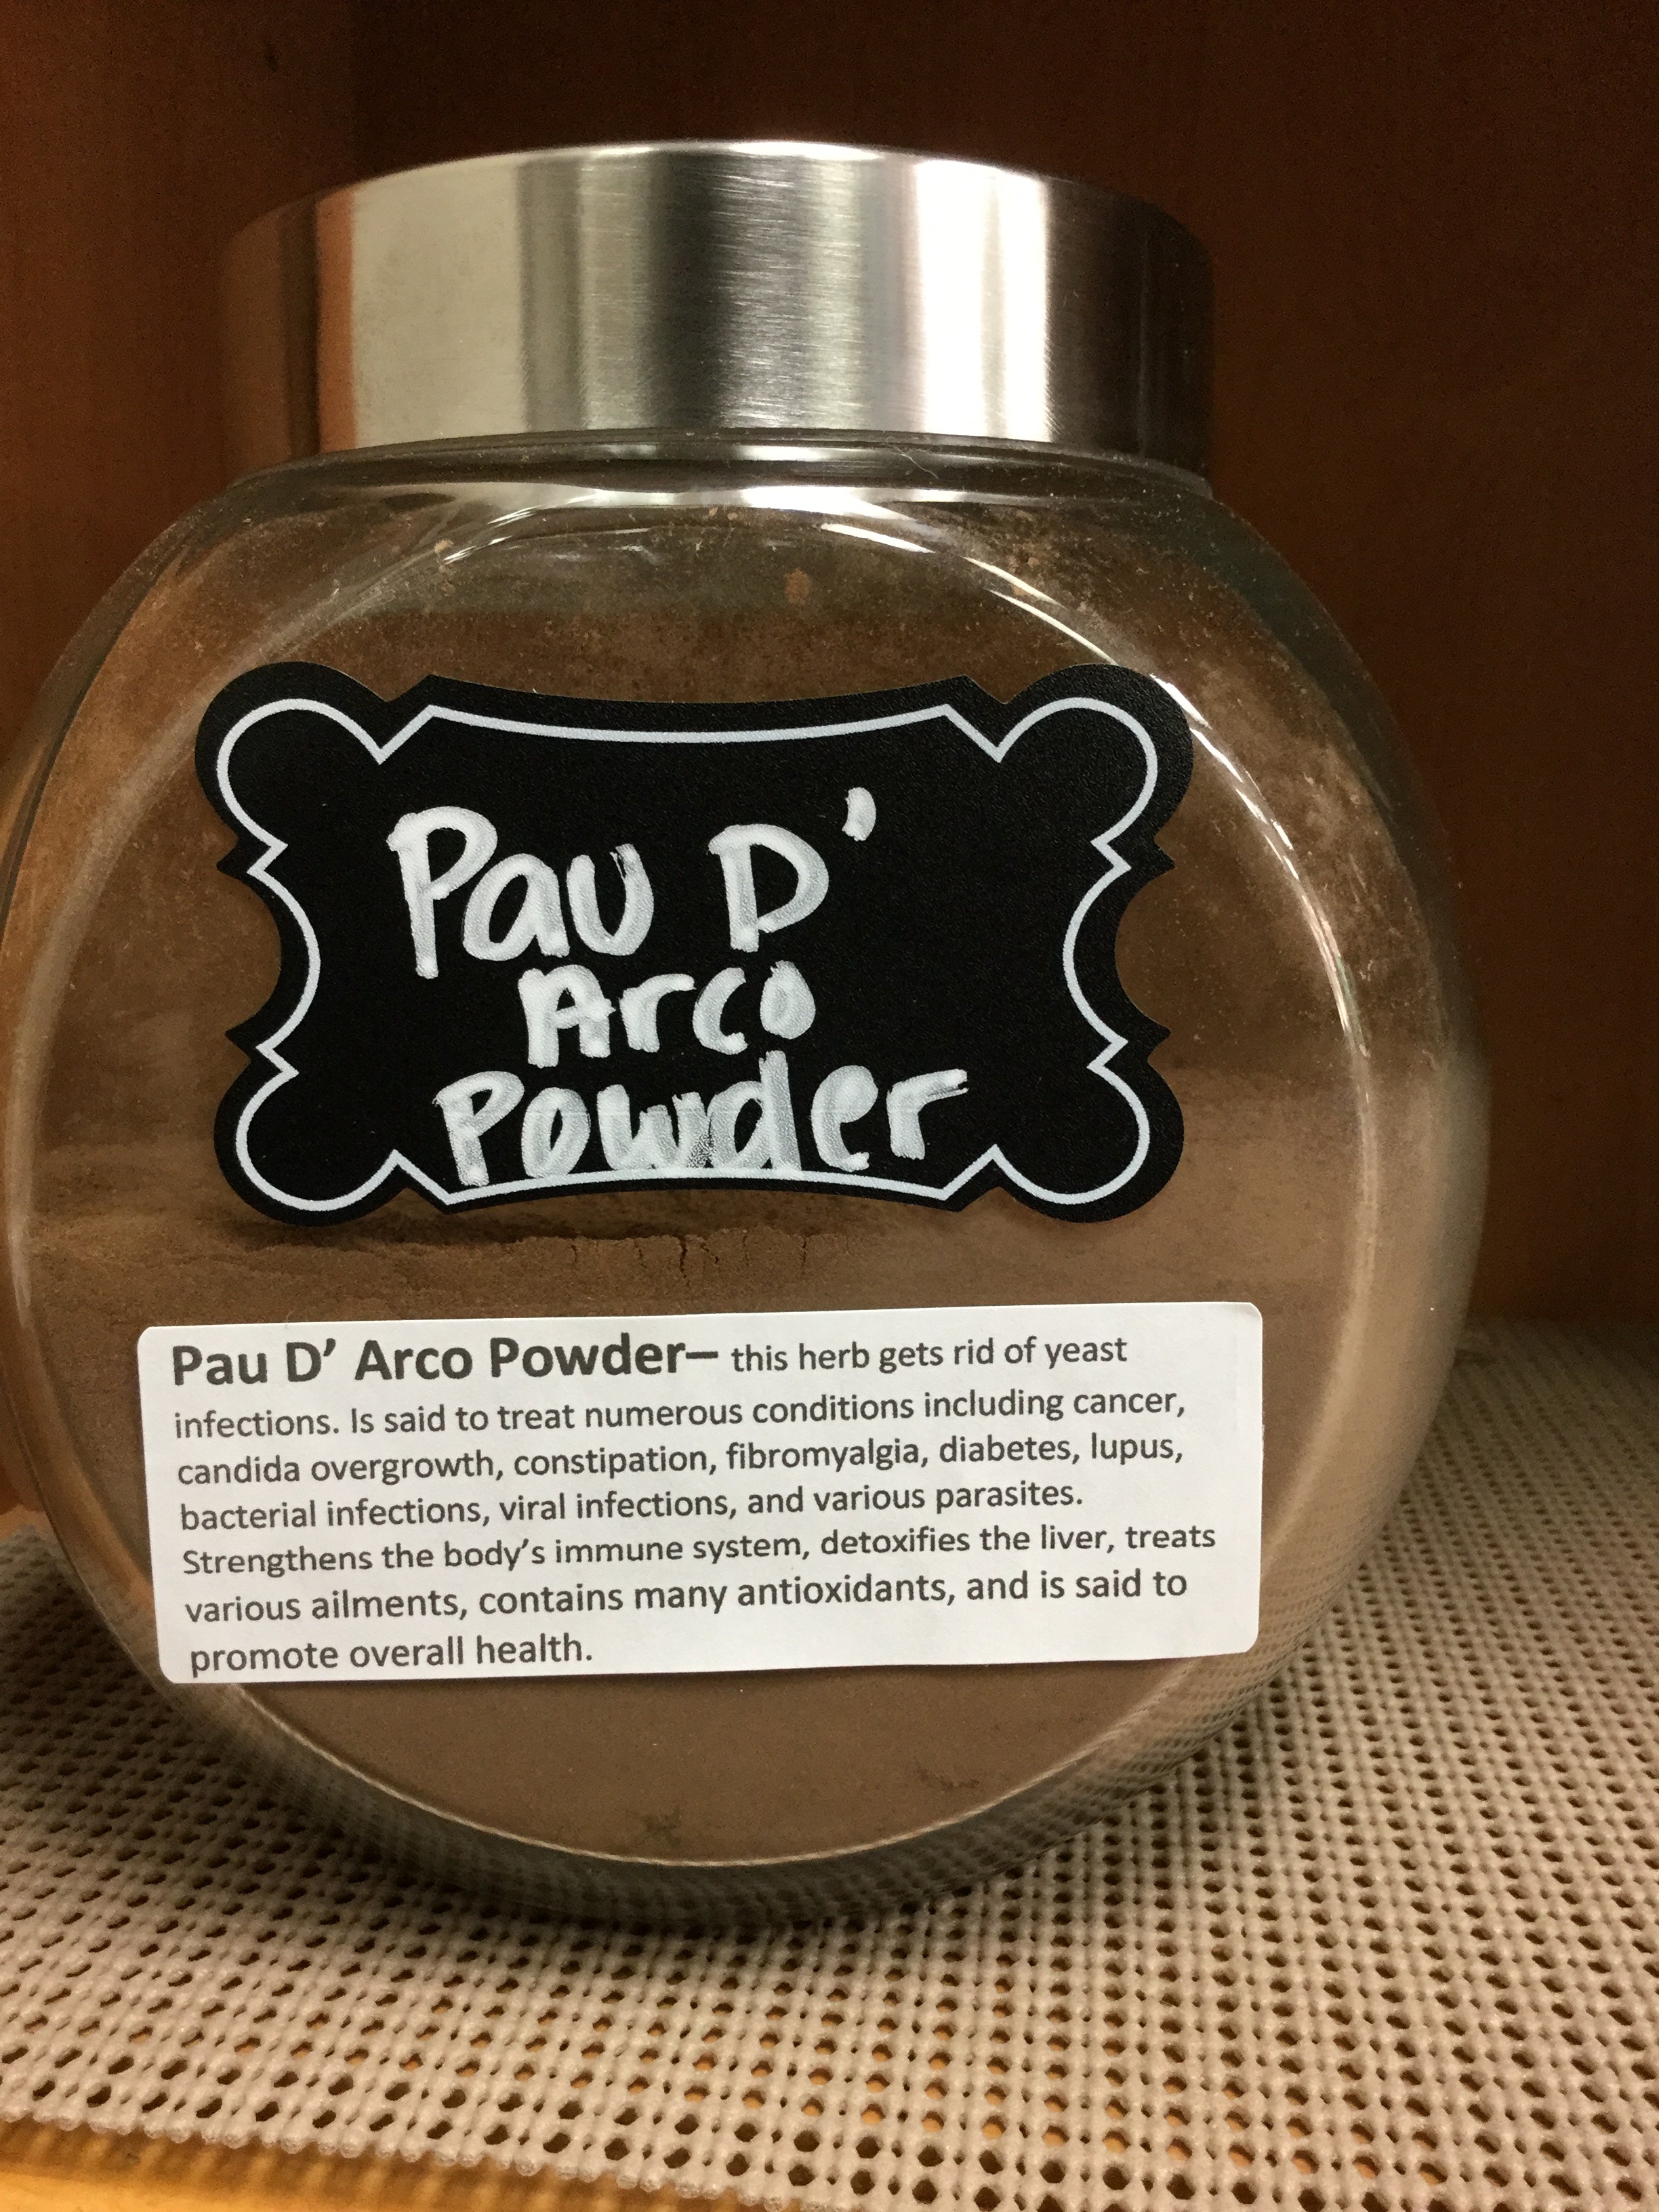 Pau D'
Arco
Powder
Pau D’ Arco Powder– this herb gets rid of yeast
infections. Is said to treat numerous conditions including cancer,
candida overgrowth, constipation, fibromyalgia, diabetes, lupus,
bacterial infections, viral infections, and various parasites.
Strengthens the body’s immune system, detoxifies the liver, treats
various ailments, contains many antioxidants, and is said to
promote overall health.